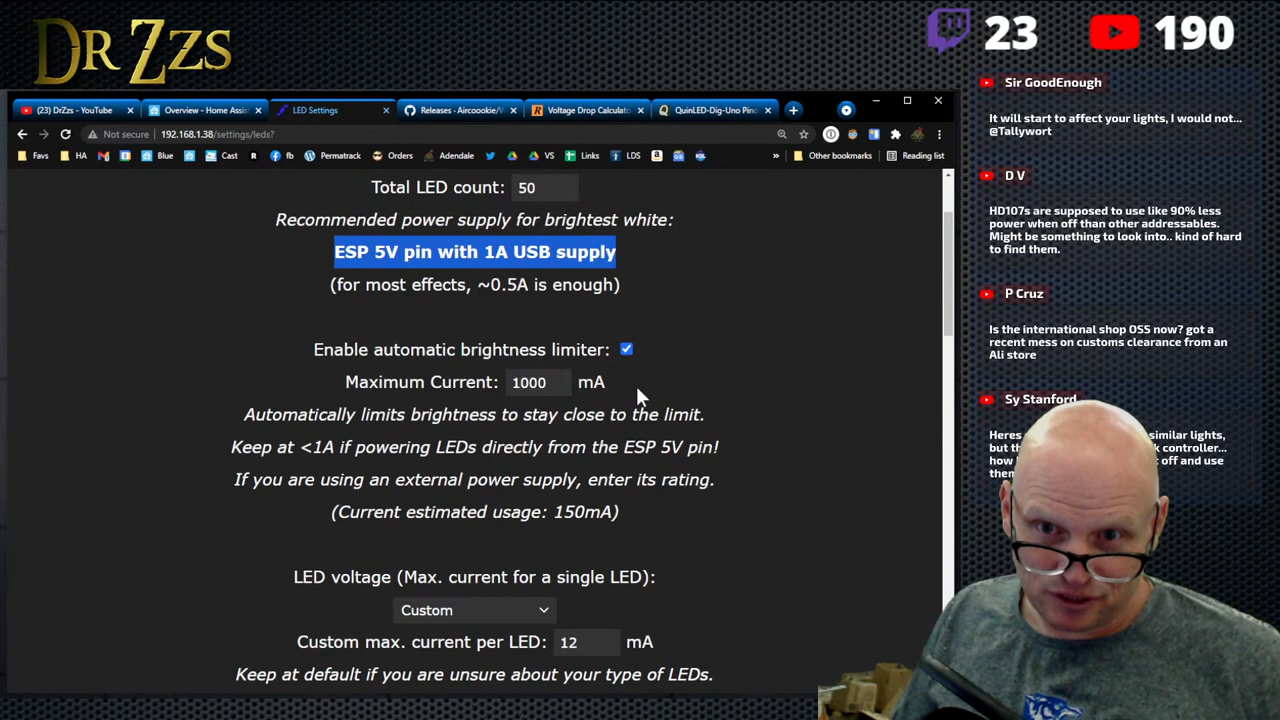 DR ZZS
23
190
(23) DrZzs - YouTube
Overview - Home Assis
LED Settings
Releases · Aircoookie/W
Voltage Drop Calculato
QuinLED-Dig-Uno Pino
Not secure
192.168.1.38/settings/leds?
Favs
HA
Blue
Cast
fb
Permatrack
Orders
Adendale
VS
Links
LDS
»
Other bookmarks
Reading list
Total LED count: 50
Recommended power supply for brightest white:
ESP 5V pin with 1A USB supply
(for most effects, ~0.5A is enough)
Enable automatic brightness limiter:
Maximum Current: 1000 mA
Automatically limits brightness to stay close to the limit.
Keep at <1A if powering LEDs directly from the ESP 5V pin!
If you are using an external power supply, enter its rating.
(Current estimated usage: 150mA)
LED voltage (Max. current for a single LED):
Custom
Custom max. current per LED: 12 mA
Keep at default if you are unsure about your type of LEDs.
Sir GoodEnough
It will start to affect your lights, I would not...
@Tallywort
D V
HD107s are supposed to use like 90% less
power when off than other addressables.
Might be something to look into.. kind of hard
to find them.
P Cruz
Is the international shop OSS now? got a
recent mess on customs clearance from an
Ali store
Sy Stanford
Heres similar lights,
but th k controller...
how off and use
them